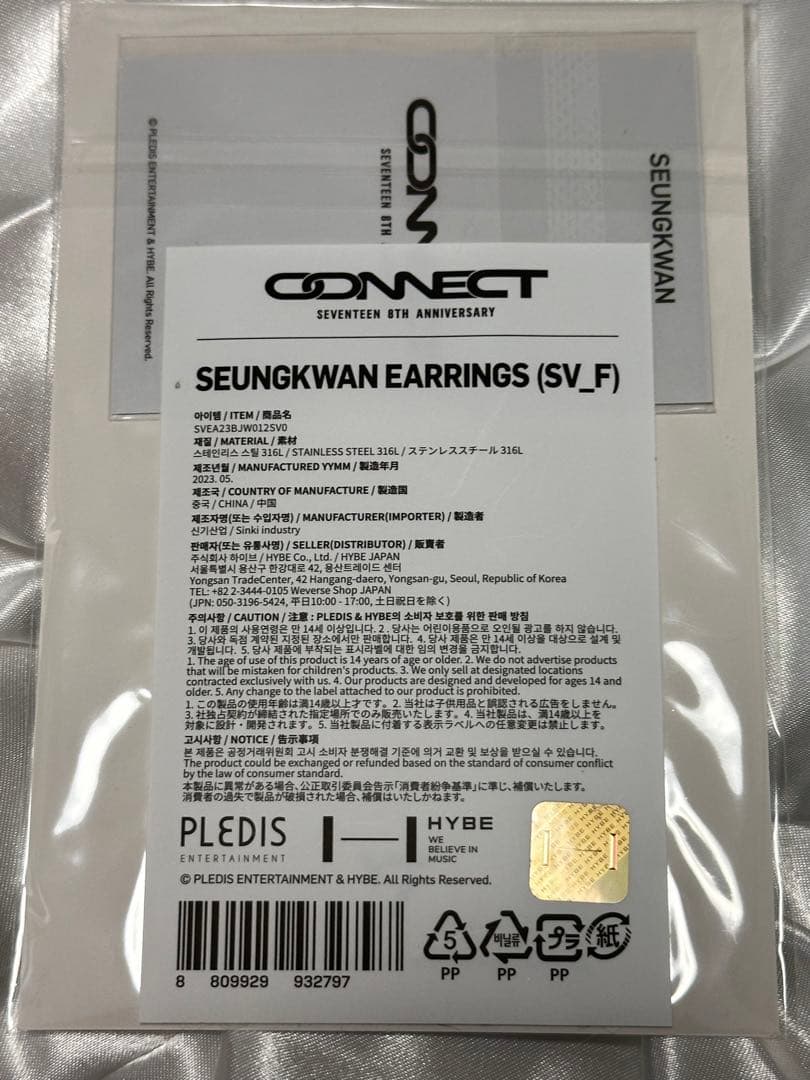 © PLEDIS ENTERTAINMENT & HYBE. All Rights Reserved.
SEVENTEEN 8TH
SEUNGKWAN
CONNECT
SEVENTEEN 8TH ANNIVERSARY
SEUNGKWAN EARRINGS (SV_F)
아이템 / ITEM / 商品名
SVEA23BJW012SV0
재질 / MATERIAL / 素材
스테인리스 스틸 316L / STAINLESS STEEL 316L / ステンレススチール 316L
제조년월 / MANUFACTURED YYMM / 製造年月
2023. 05.
제조국 / COUNTRY OF MANUFACTURE / 製造国
중국 / CHINA / 中国
제조자명(또는 수입자명) / MANUFACTURER(IMPORTER) / 製造者
신기산업 / Sinki industry
판매자(또는 유통사명) / SELLER(DISTRIBUTOR) / 販賣者
주식회사 하이브 / HYBE Co., Ltd. / HYBE JAPAN
서울특별시 용산구 한강대로 42, 용산트레이드 센터
Yongsan TradeCenter, 42 Hangang-daero, Yongsan-gu, Seoul, Republic of Korea
TEL: +82 2-3444-0105 Weverse Shop JAPAN
(JPN: 050-3196-5424, 平日10:00 - 17:00, 土日祝日を除く)
주의사항 / CAUTION / 注意 : PLEDIS & HYBE의 소비자 보호를 위한 판매 방침
1. 이 제품의 사용연령은 만 14세 이상입니다. 2 . 당사는 어린이용품으로 오인될 광고를 하지 않습니다.
3. 당사와 독점 계약된 지정된 장소에서만 판매합니다. 4. 당사 제품은 만 14세 이상을 대상으로 설계 및
개발됩니다. 5. 당사 제품에 부착되는 표시라벨에 대한 임의 변경을 금지합니다.
1. The age of use of this product is 14 years of age or older. 2. We do not advertise products
that will be mistaken for children's products. 3. We only sell at designated locations
contracted exclusively with us. 4. Our products are designed and developed for ages 14 and
older. 5. Any change to the label attached to our product is prohibited.
1. この製品の使用年齢は満14歳以上才です。2. 当社は子供用品と誤認される広告をしません。
3. 社独占契約が締結された指定場所でのみ販売いたします。4. 当社製品は、満14歳以上を
対象に設計・開発されます。5. 当社製品に付着する表示ラベルへの任意変更は禁止します。
고시사항 / NOTICE / 告示事項
본 제품은 공정거래위원회 고시 소비자 분쟁해결 기준에 의거 교환 및 보상을 받으실 수 있습니다.
The product could be exchanged or refunded based on the standard of consumer conflict
by the law of consumer standard.
本製品に異常がある場合、公正取引委員会告示「消費者紛争基準」に準じ、補償いたします。
消費者の過失で製品が破損された場合、補償はいたしかねます。
PLEDIS
ENTERTAINMENT
HYBE
WE
BELIEVE IN
MUSIC
© PLEDIS ENTERTAINMENT & HYBE. All Rights Reserved.
8 809929 932797
5 비닐류 プラ 紙
PP PP PP